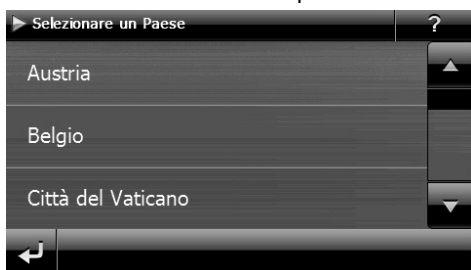 Selezionare un Paese ?
Austria
Belgio
Città del Vaticano